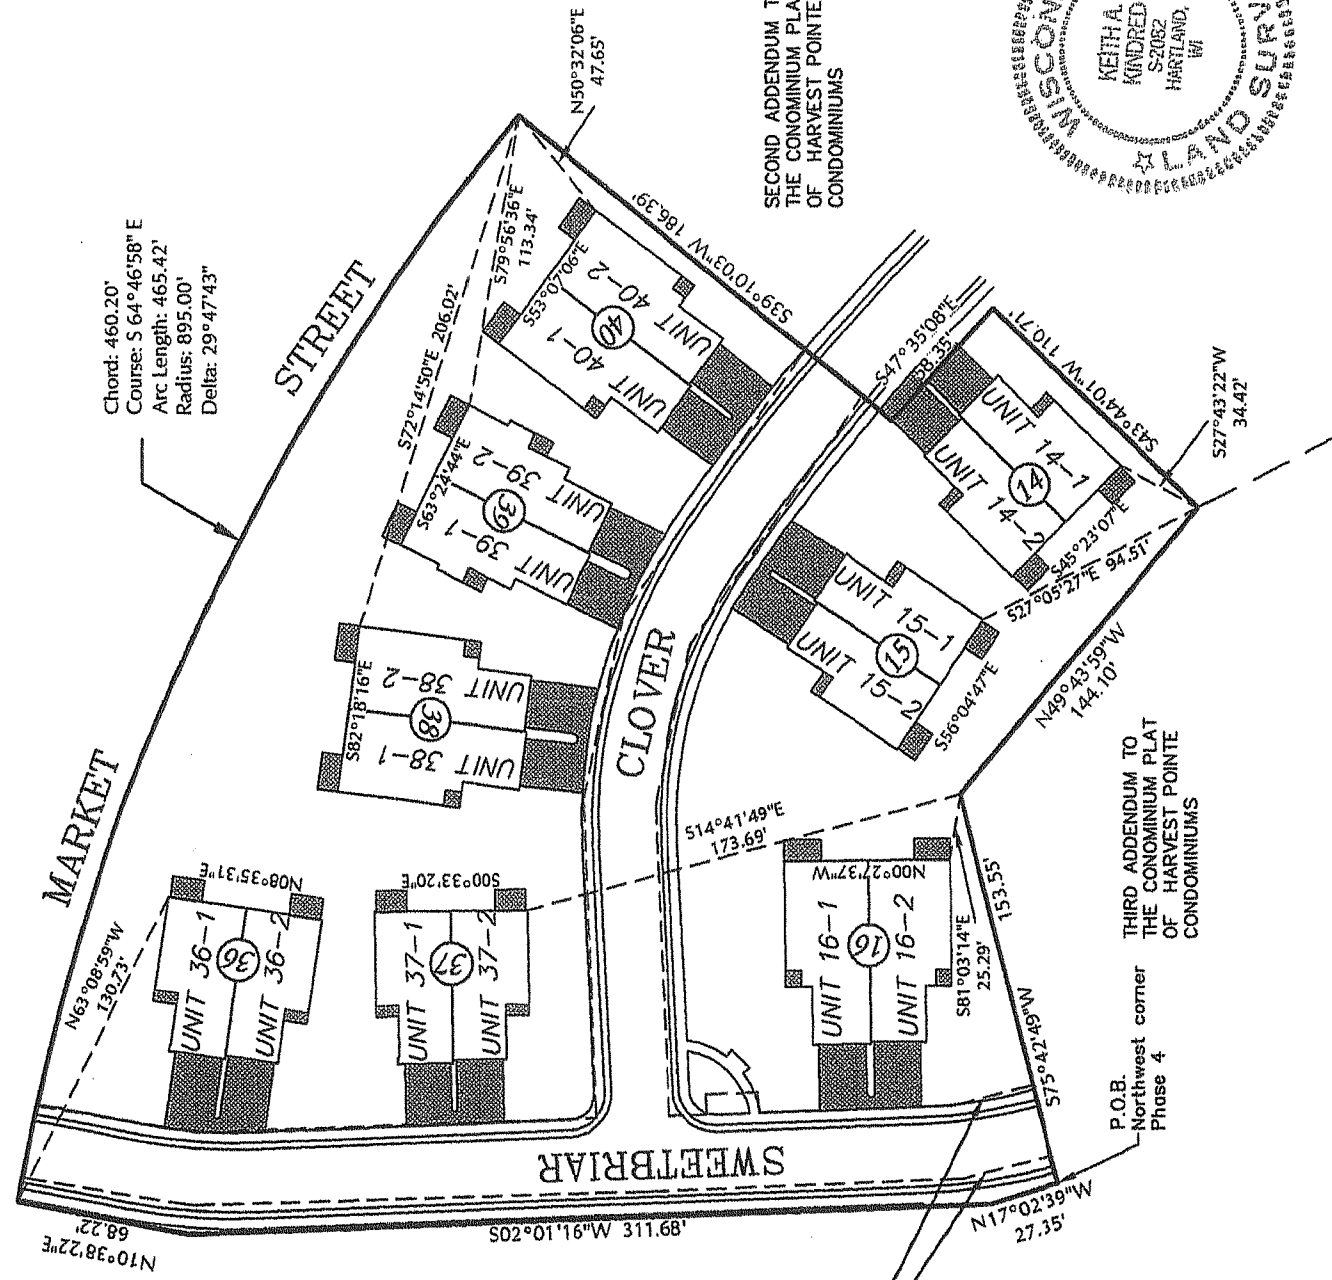 Chord: 460.20'
Course: S 64°46'58" E
Arc Length: 465.42'
Radius: 895.00'
Delta: 29°47'43"
N50°32'06"E
47.65'
SECOND ADDENDUM T
THE CONOMINIUM PLA
OF HARVEST POINTE
CONDOMINIUMS
WISCON
KEITH A.
KINDRED
S-2082
HARTLAND,
WI
LAND SURV
MARKET STREET
S79°56'36"E
113.34'
S72°14'50"E 206.02'
S39°10'03"W 186.39'
S53°07'06"E
UNIT 40-1
40
UNIT 40-2
S63°24'44"E
UNIT 39-1
39
UNIT 39-2
S82°18'16"E
UNIT 38-1
38
UNIT 38-2
S47°35'08"E
58.35'
S43°44'01"W 110.71'
S27°43'22"W
34.42'
UNIT 14-1
14
UNIT 14-2
S45°23'07"E
S27°05'27"E 94.51'
UNIT 15-1
15
UNIT 15-2
S56°04'47"E
N49°43'59"W
144.10'
CLOVER
S14°41'49"E
173.69'
N63°08'59"W
130.73'
N08°35'31"E
UNIT 36-1
36
UNIT 36-2
S00°33'20"E
UNIT 37-1
37
UNIT 37-2
N00°27'37"W
UNIT 16-1
16
UNIT 16-2
S81°03'14"E
25.29'
S75°42'49"W 153.55'
THIRD ADDENDUM TO
THE CONOMINIUM PLAT
OF HARVEST POINTE
CONDOMINIUMS
P.O.B.
Northwest corner
Phase 4
SWEETBRIAR
N10°38'22"E
68.22'
S02°01'16"W 311.68'
N17°02'39"W
27.35'